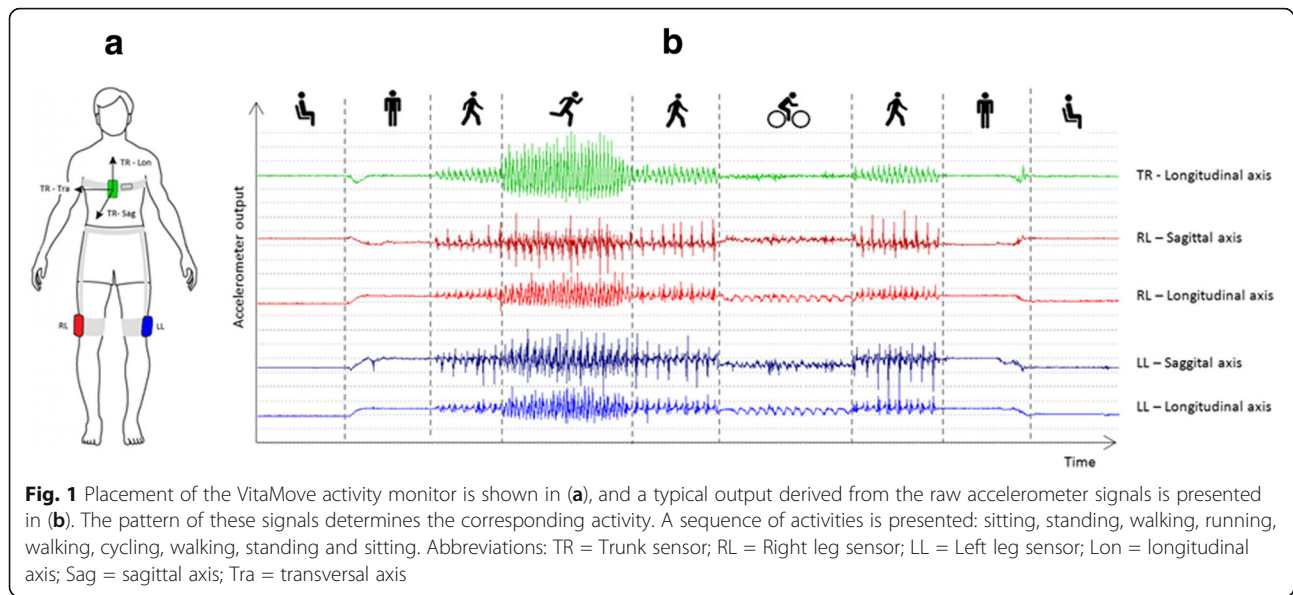 a
b
TR - Lon
TR - Tra
TR- Sag
RL
LL
Accelerometer output
TR - Longitudinal axis
RL – Sagittal axis
RL – Longitudinal axis
LL – Saggital axis
LL – Longitudinal axis
Time
Fig. 1 Placement of the VitaMove activity monitor is shown in (a), and a typical output derived from the raw accelerometer signals is presented
in (b). The pattern of these signals determines the corresponding activity. A sequence of activities is presented: sitting, standing, walking, running,
walking, cycling, walking, standing and sitting. Abbreviations: TR = Trunk sensor; RL = Right leg sensor; LL = Left leg sensor; Lon = longitudinal
axis; Sag = sagittal axis; Tra = transversal axis